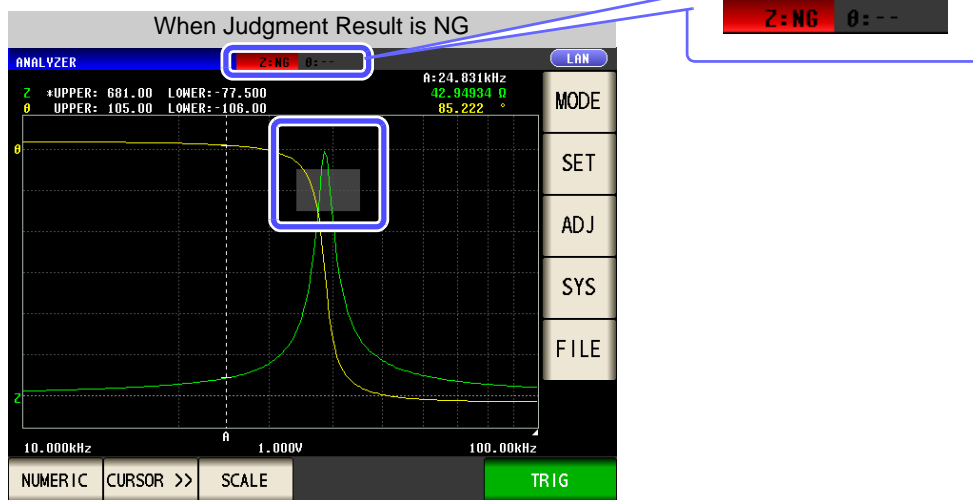 When Judgment Result is NG
Z:NG θ:--
ANALYZER Z:NG θ:-- LAN
A:24.831kHz
Z *UPPER: 681.00 LOWER:-77.500 42.94934 Ω
θ UPPER: 105.00 LOWER:-106.00 85.222 °
MODE
θ
SET
ADJ
SYS
FILE
Z
A
10.000kHz 1.000V 100.00kHz
NUMERIC CURSOR >> SCALE TRIG